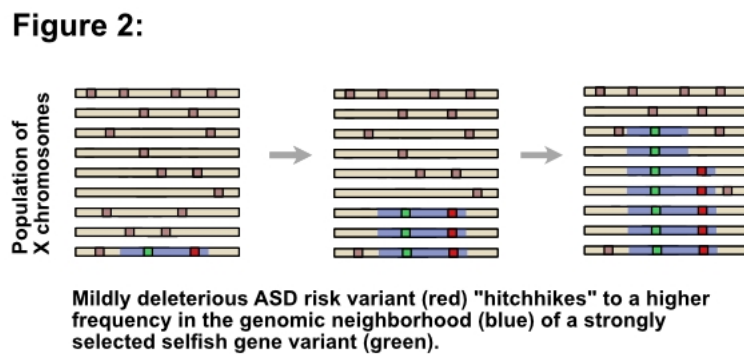 Figure 2:
Population of
X chromosomes
Mildly deleterious ASD risk variant (red) "hitchhikes" to a higher
frequency in the genomic neighborhood (blue) of a strongly
selected selfish gene variant (green).